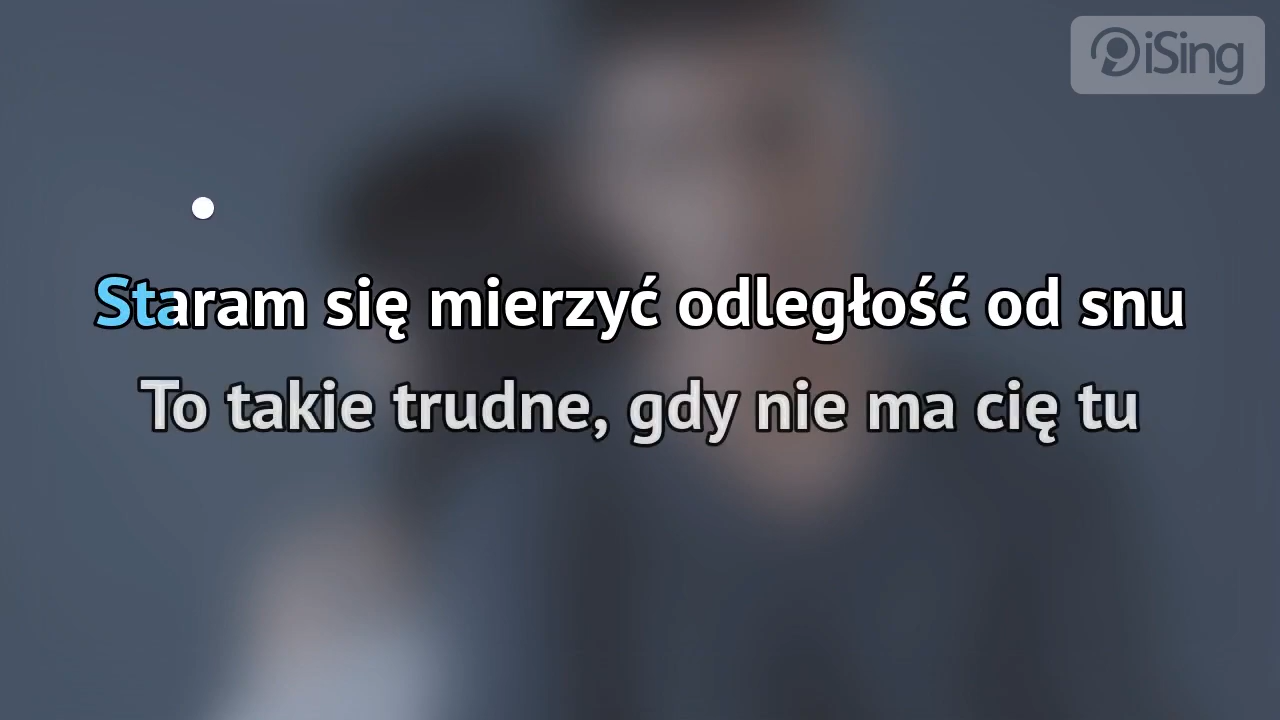 iSing
Staram się mierzyć odległość od snu
To takie trudne, gdy nie ma cię tu